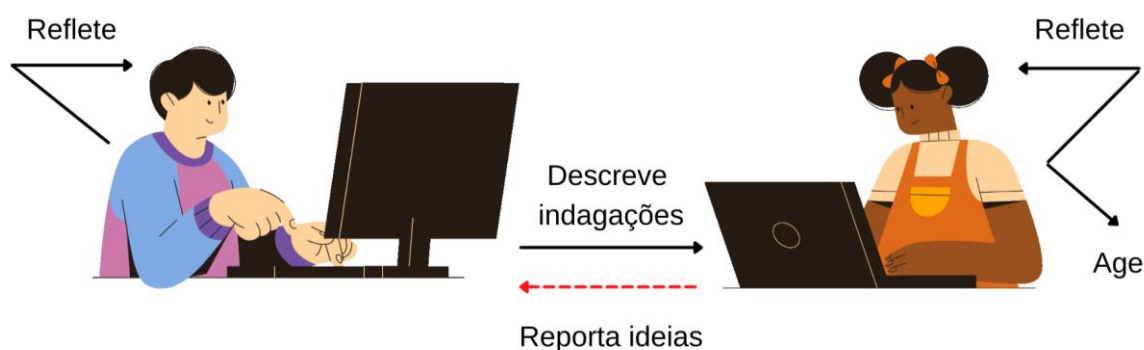 Reflete
Reflete
Descreve
indagações
Age
Reporta ideias